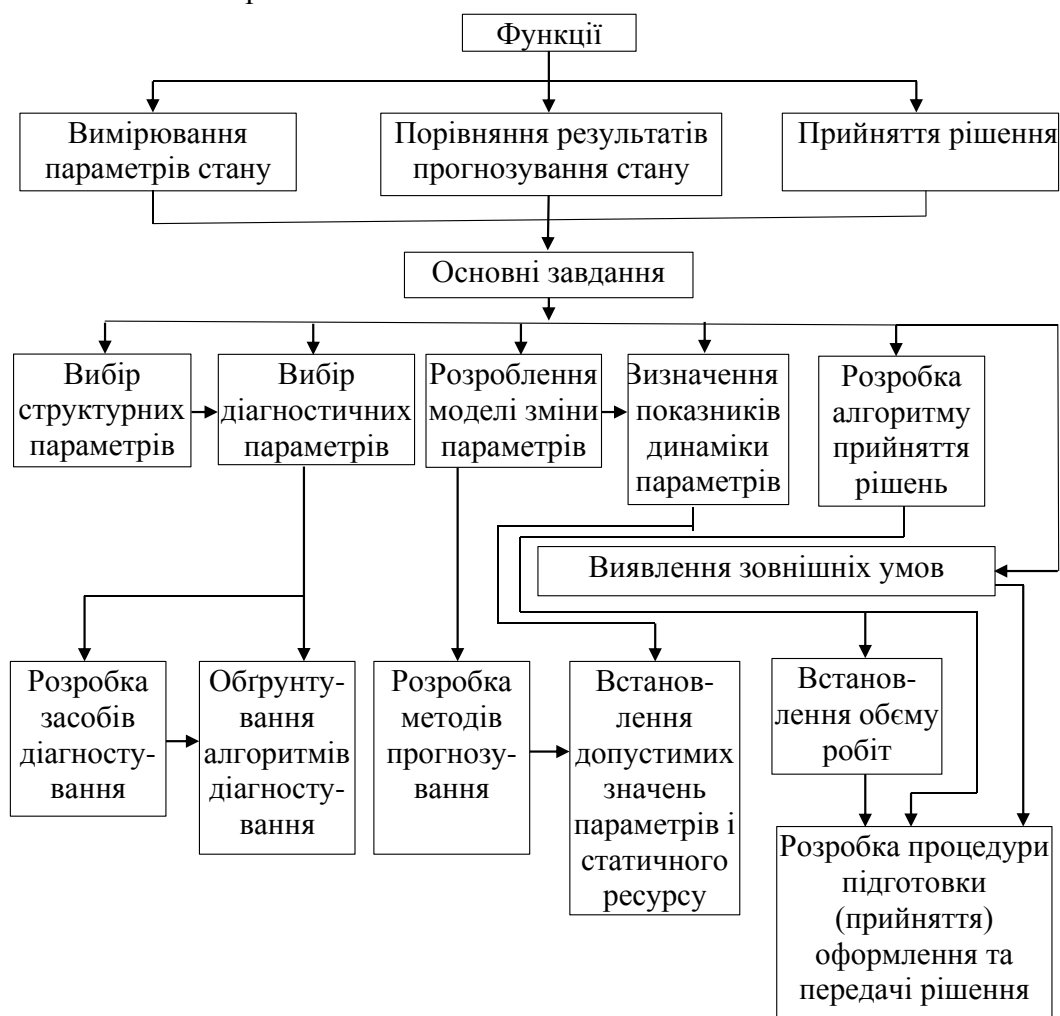 Функції
Вимірювання
параметрів стану
Порівняння результатів
прогнозування стану
Прийняття рішення
Основні завдання
Вибір
структурних
параметрів
Вибір
діагностичних
параметрів
Розроблення
моделі зміни
параметрів
Визначення
показників
динаміки
параметрів
Розробка
алгоритму
прийняття
рішень
Виявлення зовнішніх умов
Розробка
засобів
діагносту-
вання
Обґрунту-
вання
алгоритмів
діагносту-
вання
Розробка
методів
прогнозу-
вання
Встанов-
лення
допустимих
значень
параметрів і
статичного
ресурсу
Встанов-
лення обєму
робіт
Розробка процедури
підготовки
(прийняття)
оформлення та
передачі рішення